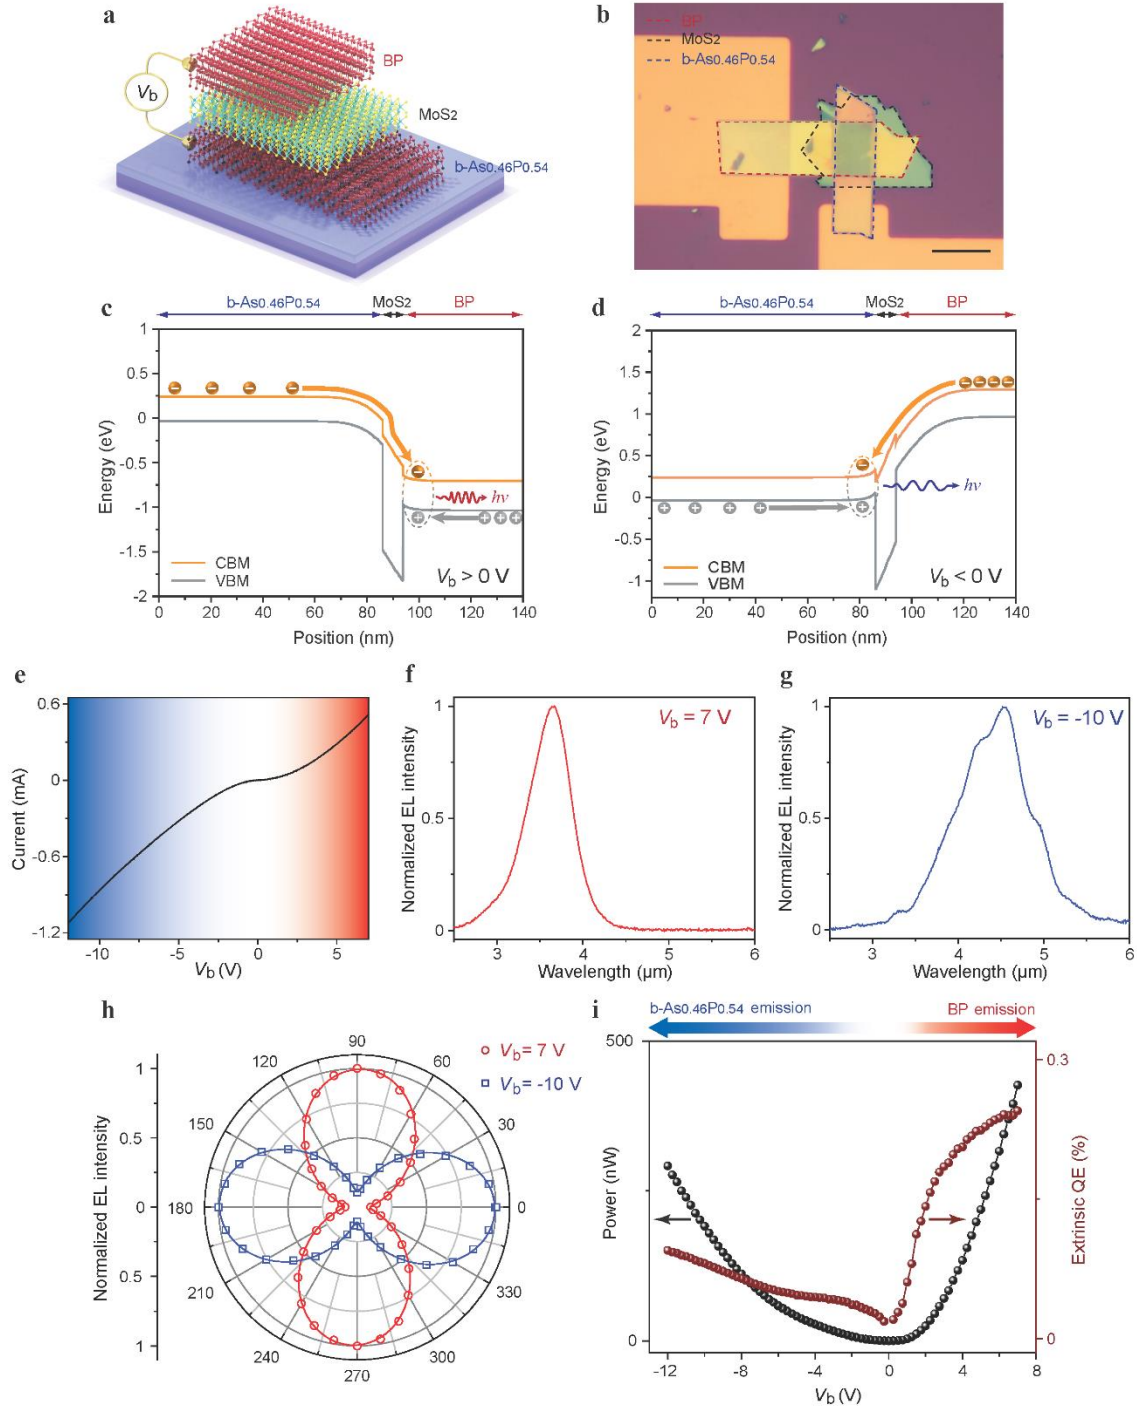 a
BP
MoS2
b-As0.46P0.54
Vb
b
BP
MoS2
b-As0.46P0.54
c
b-As0.46P0.54 MoS2 BP
1
0.5
0
-0.5
-1
-1.5
-2
Energy (eV)
hν
CBM
VBM
Vb > 0 V
0 20 40 60 80 100 120 140
Position (nm)
d
b-As0.46P0.54 MoS2 BP
2
1.5
1
0.5
0
-0.5
-1
Energy (eV)
hν
CBM
VBM
Vb < 0 V
0 20 40 60 80 100 120 140
Position (nm)
e
0.6
0
-0.6
-1.2
Current (mA)
-10 -5 0 5
Vb (V)
f
Vb = 7 V
1
0.5
0
Normalized EL intensity
3 4 5 6
Wavelength (µm)
g
Vb = -10 V
1
0.5
0
Normalized EL intensity
3 4 5 6
Wavelength (µm)
h
Vb = 7 V
Vb = -10 V
1
0.5
0
0.5
1
Normalized EL intensity
90
120 60
150 30
180 0
210 330
240 300
270
i
b-As0.46P0.54 emission BP emission
500
0
Power (nW)
0.3
0
Extrinsic QE (%)
-12 -8 -4 0 4 8
Vb (V)